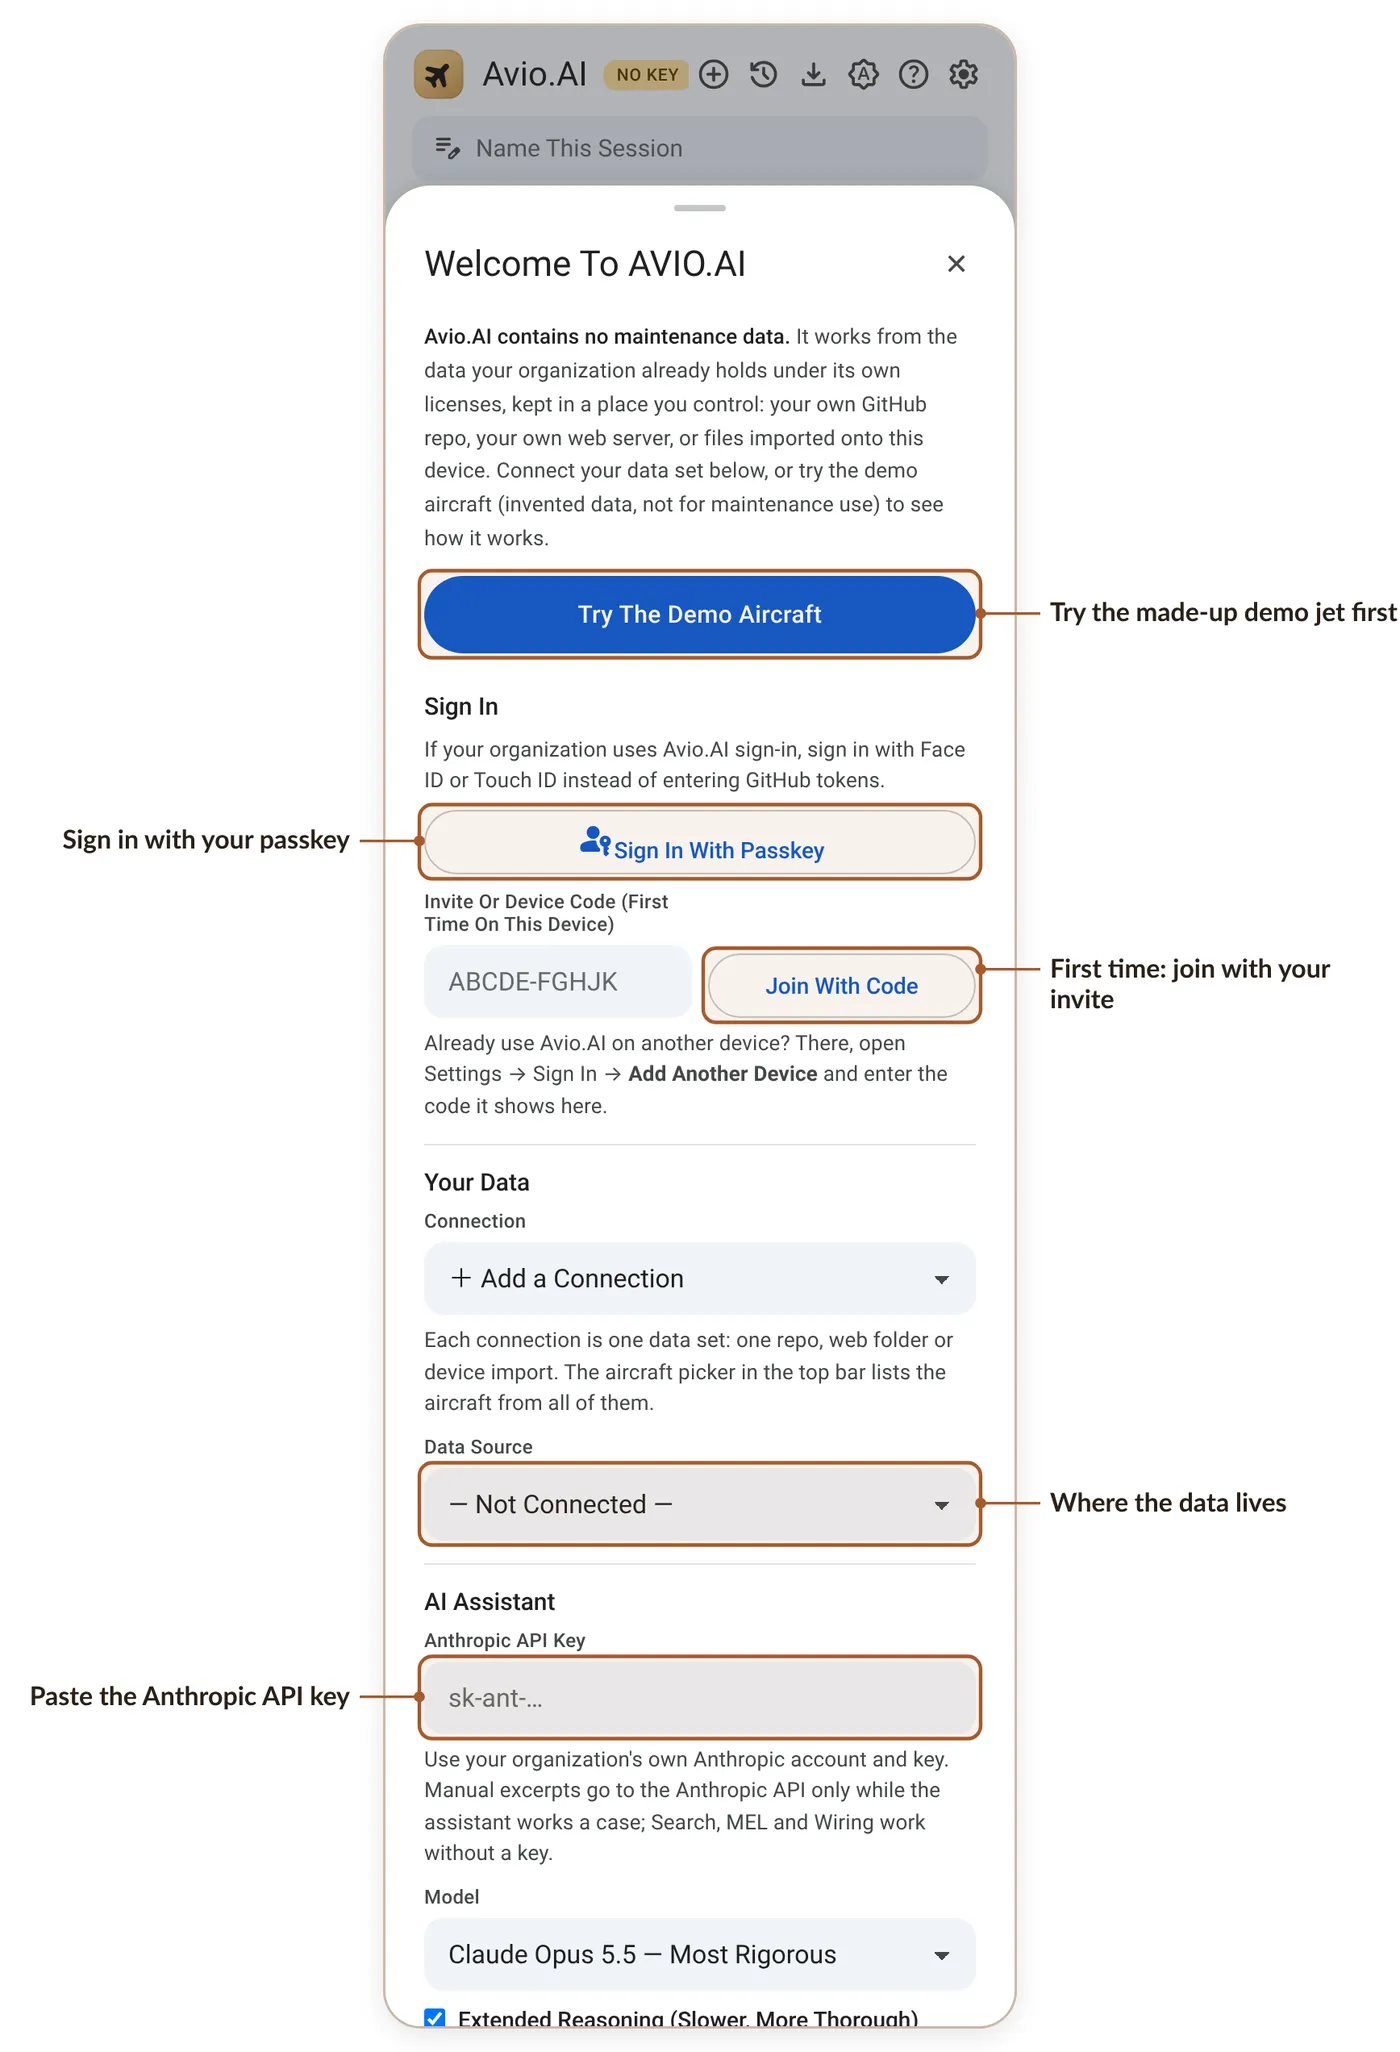 Avio.AI NO KEY
Name This Session
Welcome To AVIO.AI
Avio.AI contains no maintenance data. It works from the
data your organization already holds under its own
licenses, kept in a place you control: your own GitHub
repo, your own web server, or files imported onto this
device. Connect your data set below, or try the demo
aircraft (invented data, not for maintenance use) to see
how it works.
Try The Demo Aircraft
Try the made-up demo jet first
Sign In
If your organization uses Avio.AI sign-in, sign in with Face
ID or Touch ID instead of entering GitHub tokens.
Sign in with your passkey
Sign In With Passkey
Invite Or Device Code (First
Time On This Device)
ABCDE-FGHJK
Join With Code
First time: join with your
invite
Already use Avio.AI on another device? There, open
Settings → Sign In → Add Another Device and enter the
code it shows here.
Your Data
Connection
+ Add a Connection
Each connection is one data set: one repo, web folder or
device import. The aircraft picker in the top bar lists the
aircraft from all of them.
Data Source
— Not Connected —
Where the data lives
AI Assistant
Anthropic API Key
Paste the Anthropic API key
sk-ant-…
Use your organization's own Anthropic account and key.
Manual excerpts go to the Anthropic API only while the
assistant works a case; Search, MEL and Wiring work
without a key.
Model
Claude Opus 5.5 — Most Rigorous
Extended Reasoning (Slower, More Thorough)